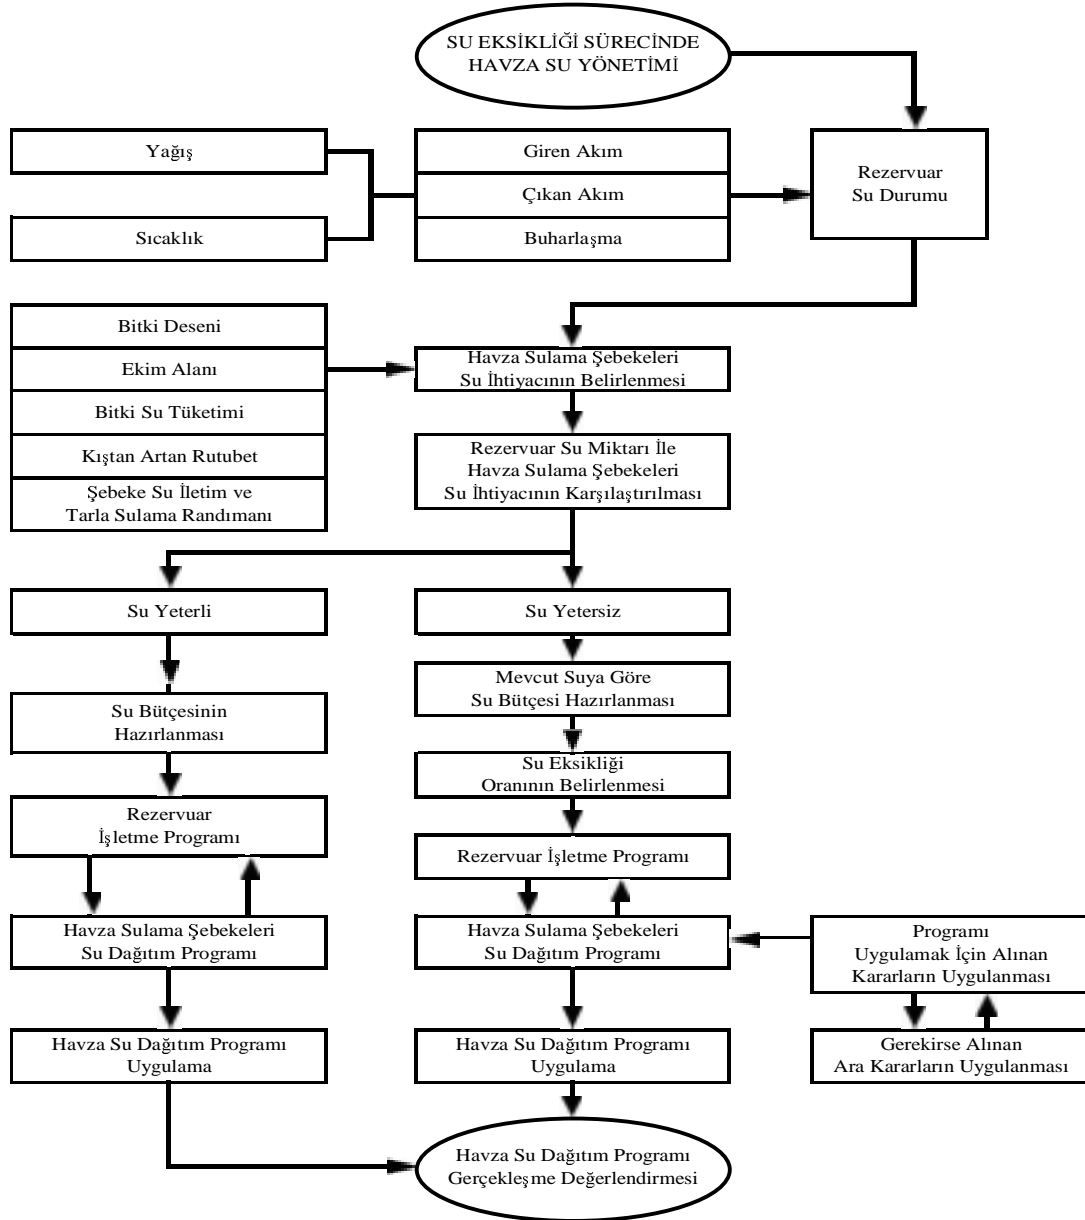 SU EKSİKLİĞİ SÜRECİNDE
HAVZA SU YÖNETİMİ
Yağış
Sıcaklık
Giren Akım
Çıkan Akım
Buharlaşma
Rezervuar
Su Durumu
Bitki Deseni
Ekim Alanı
Bitki Su Tüketimi
Kıştan Artan Rutubet
Şebeke Su İletim ve
Tarla Sulama Randımanı
Havza Sulama Şebekeleri
Su İhtiyacının Belirlenmesi
Rezervuar Su Miktarı İle
Havza Sulama Şebekeleri
Su İhtiyacının Karşılaştırılması
Su Yeterli
Su Bütçesinin
Hazırlanması
Rezervuar
İşletme Programı
Havza Sulama Şebekeleri
Su Dağıtım Programı
Havza Su Dağıtım Programı
Uygulama
Su Yetersiz
Mevcut Suya Göre
Su Bütçesi Hazırlanması
Su Eksikliği
Oranının Belirlenmesi
Rezervuar İşletme Programı
Havza Sulama Şebekeleri
Su Dağıtım Programı
Havza Su Dağıtım Programı
Uygulama
Programı
Uygulamak İçin Alınan
Kararların Uygulanması
Gerekirse Alınan
Ara Kararların Uygulanması
Havza Su Dağıtım Programı
Gerçekleşme Değerlendirmesi